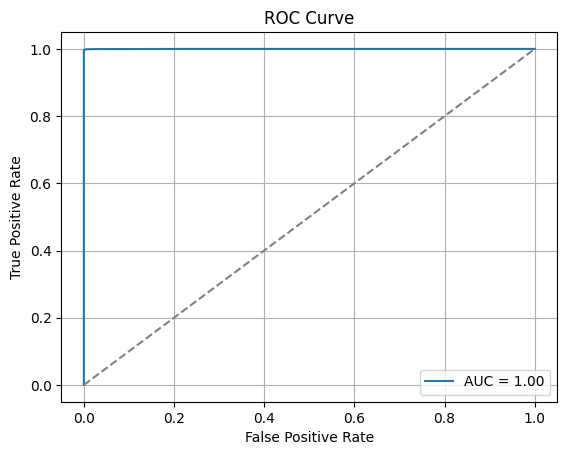 ROC Curve
True Positive Rate
1.0
0.8
0.6
0.4
0.2
0.0
AUC = 1.00
0.0 0.2 0.4 0.6 0.8 1.0
False Positive Rate